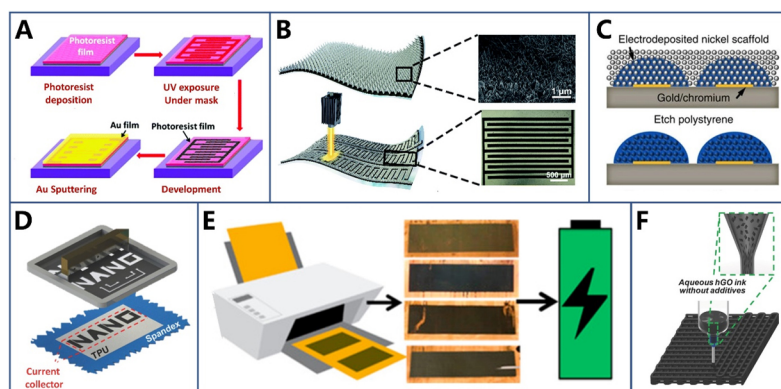 A
Photoresist
film
Photoresist
deposition
UV exposure
Under mask
Au film
Photoresist film
Au Sputtering
Development
B
1 μm
500 μm
C
Electrodeposited nickel scaffold
Gold/chromium
Etch polystyrene
D
NANO
NANO
TPU
Spandex
Current
collector
E
F
Aqueous hGO ink
without additives